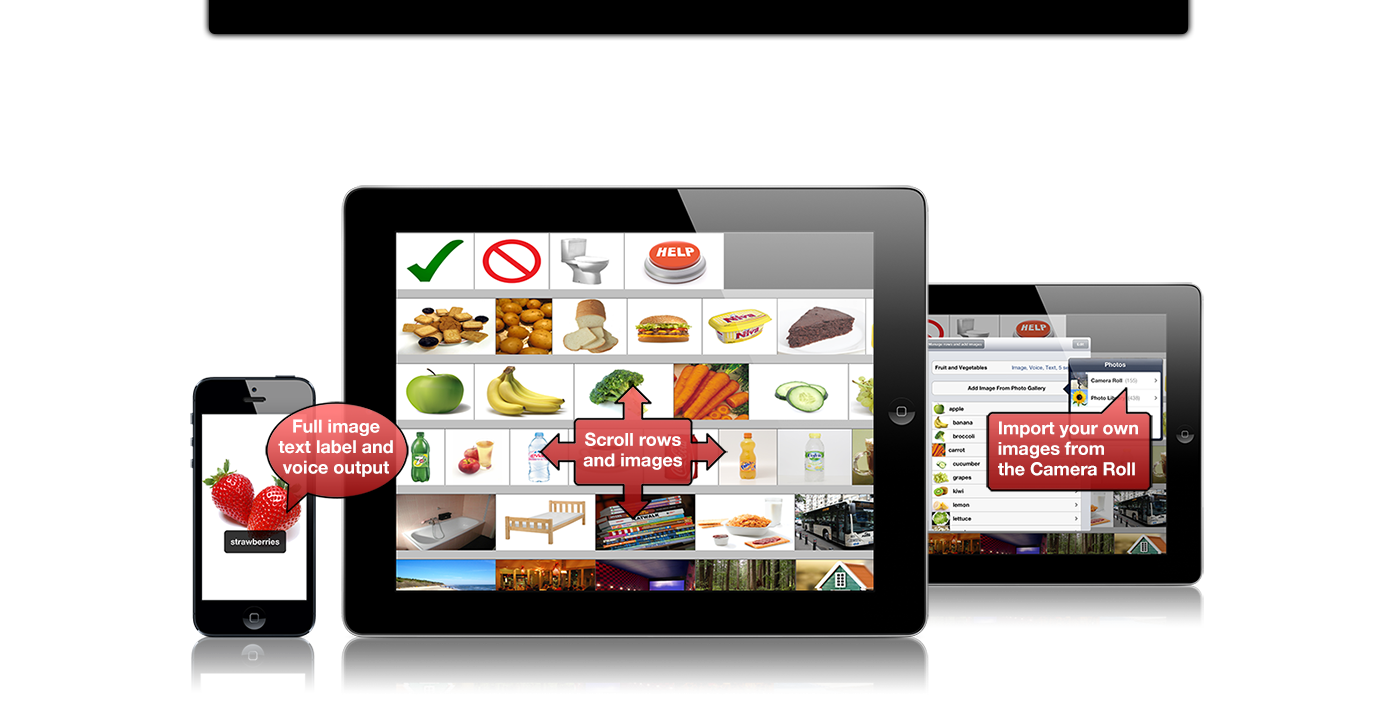 HELP
Niva
CATWALK
HELP
Manage rows and add images
Edit
Fruit and Vegetables
Image, Voice, Text, 5 se
Photos
Add Image From Photo Gallery
Camera Roll (155)
Photo Lib (438)
apple
banana
broccoli
carrot
cucumber
grapes
kiwi
lemon
lettuce
Full image
text label and
voice output
Scroll rows
and images
Import your own
images from
the Camera Roll
strawberries